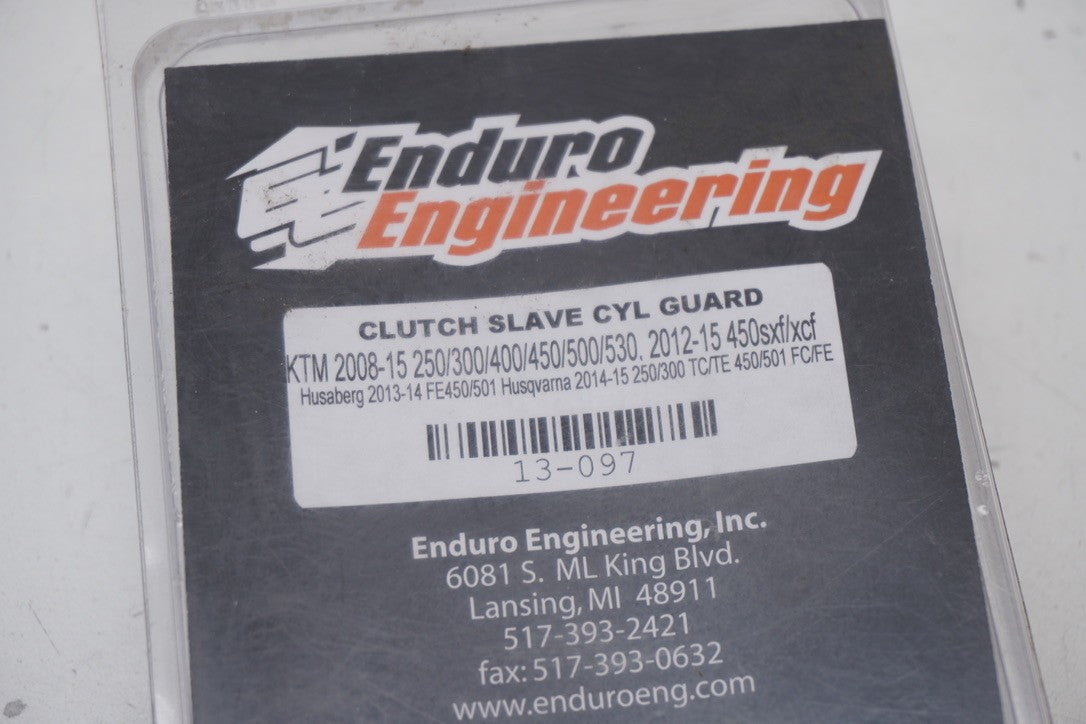 Enduro
Engineering
CLUTCH SLAVE CYL GUARD
KTM 2008-15 250/300/400/450/500/530, 2012-15 450sxf/xcf
Husaberg 2013-14 FE450/501 Husqvarna 2014-15 250/300 TC/TE 450/501 FC/FE
13-097
Enduro Engineering, Inc.
6081 S. ML King Blvd.
Lansing, MI 48911
517-393-2421
fax: 517-393-0632
www.enduroeng.com